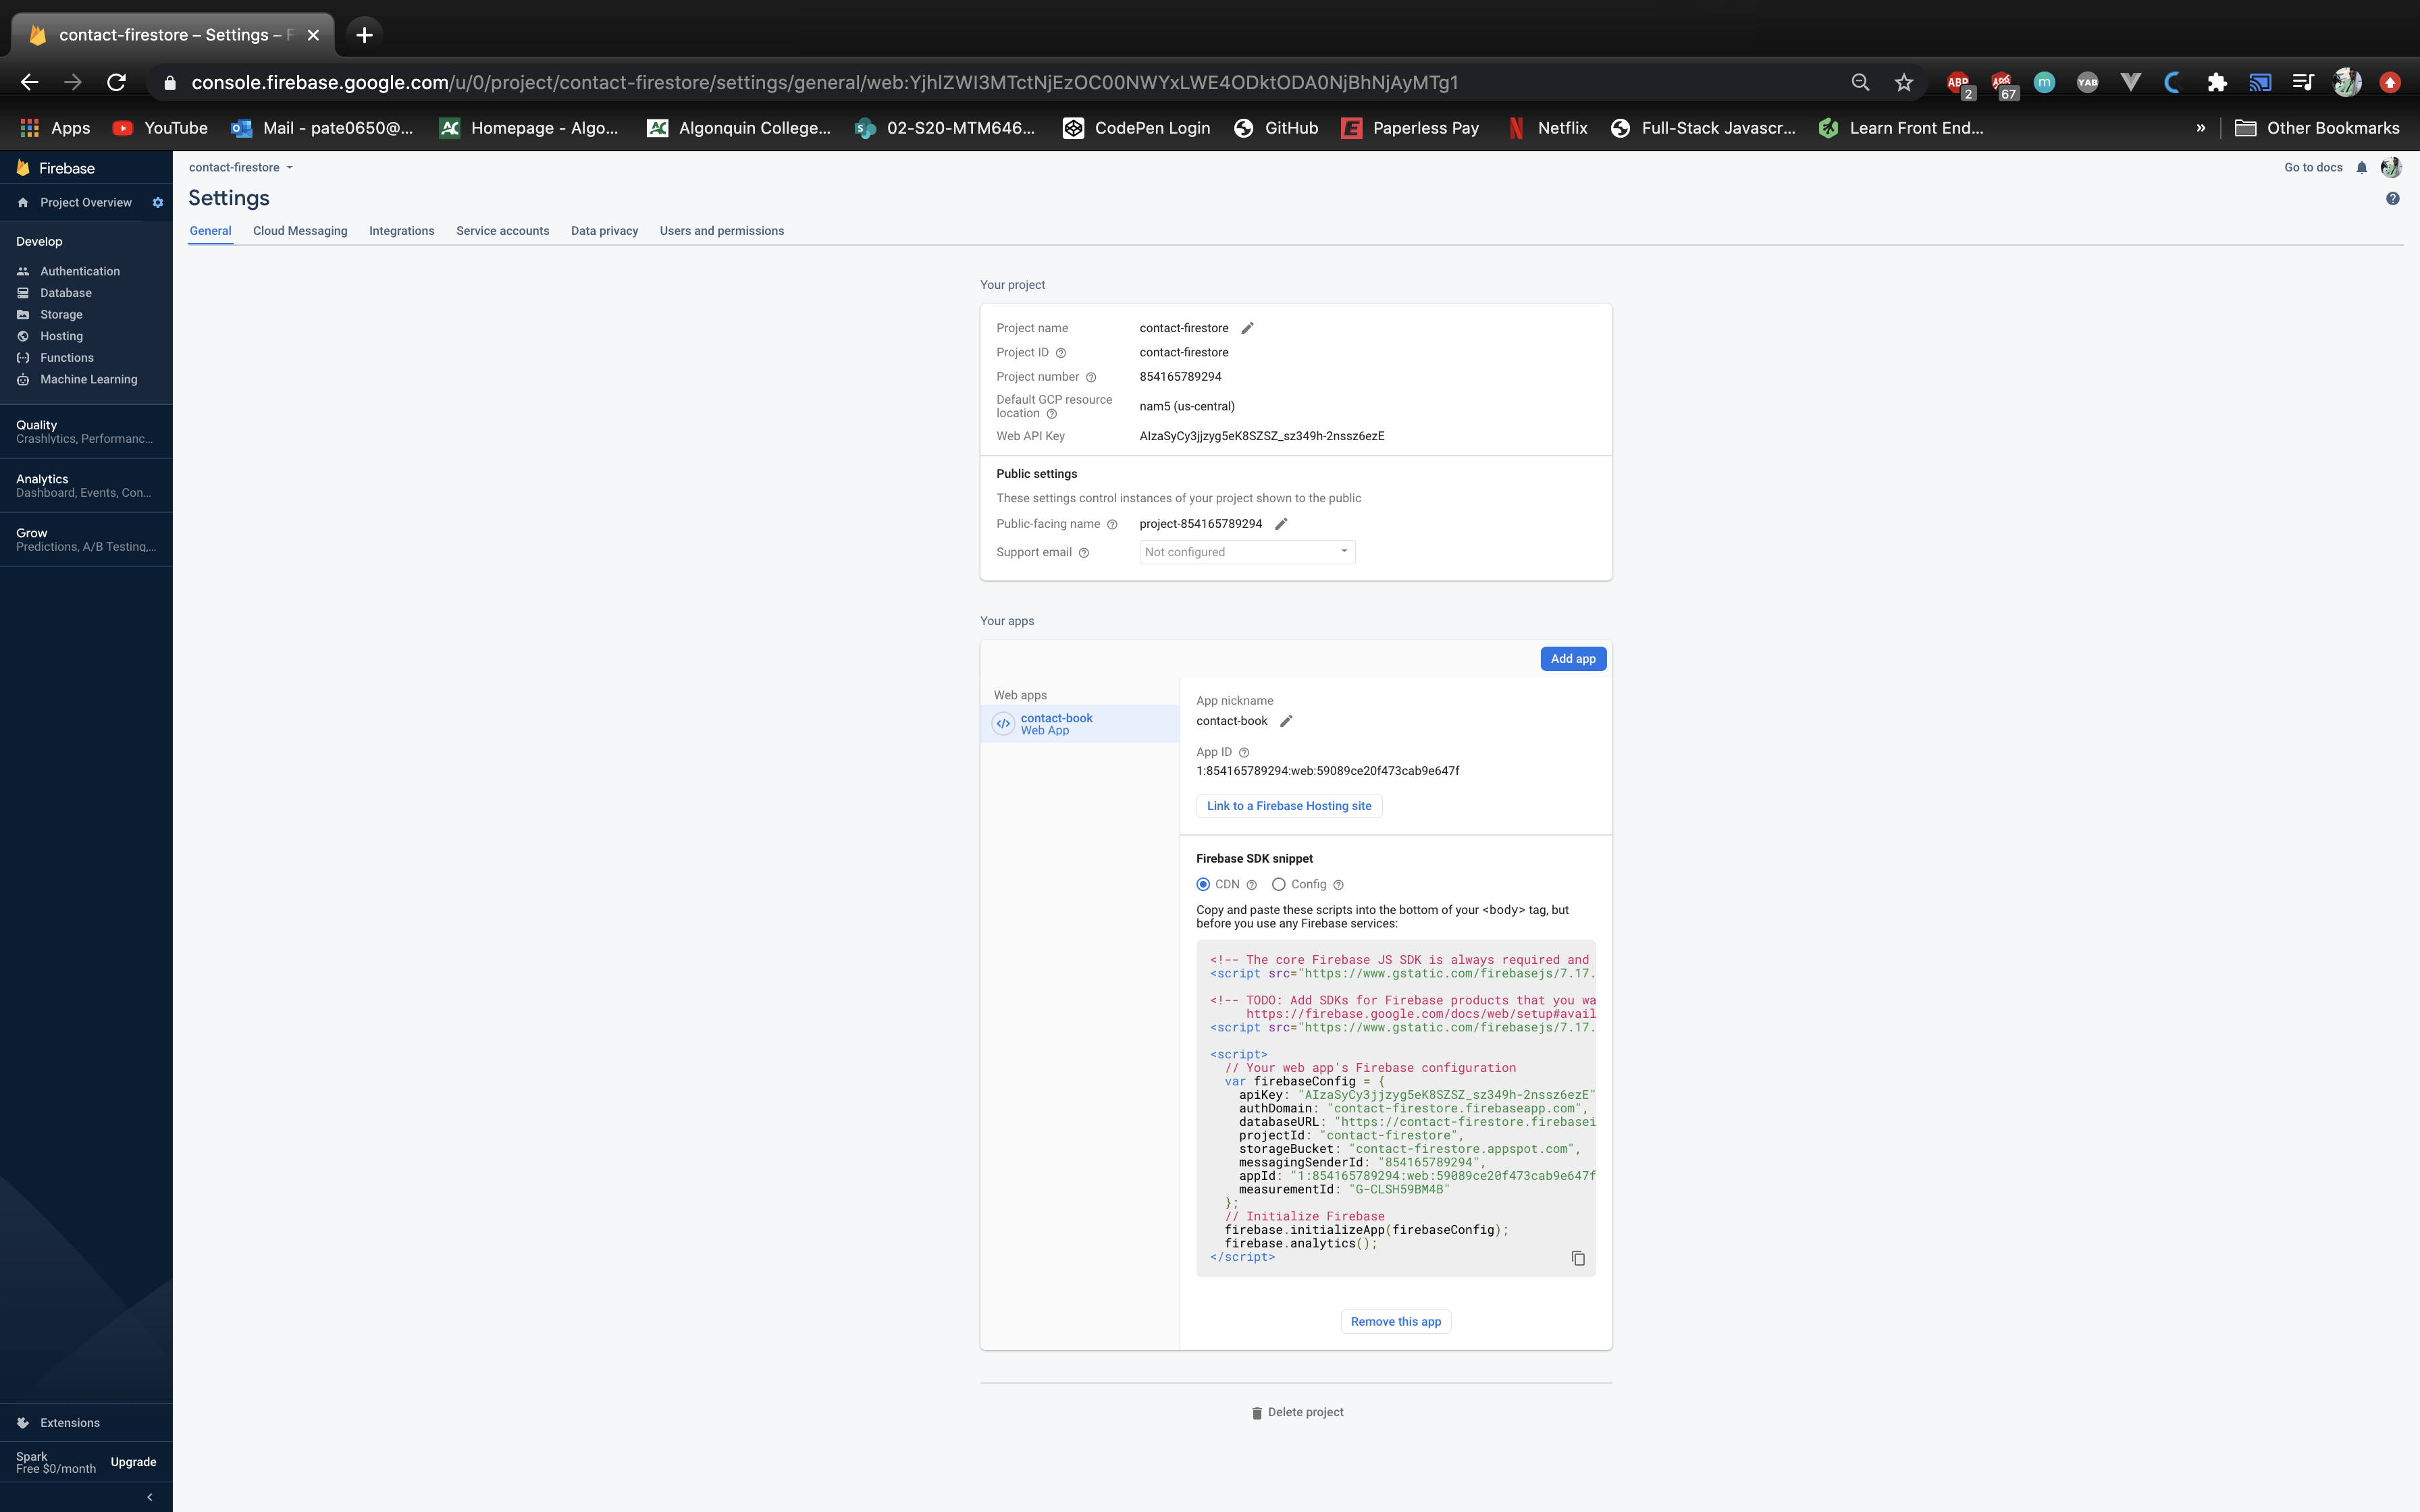 contact-firestore – Settings – F
console.firebase.google.com/u/0/project/contact-firestore/settings/general/web:YjhlZWI3MTctNjEzOC00NWYxLWE4ODktODA0NjBhNjAyMTg1
ABP 2 67 m YAB
Apps YouTube Mail - pate0650@... Homepage - Algo... Algonquin College... 02-S20-MTM646... CodePen Login GitHub Paperless Pay Netflix Full-Stack Javascr... Learn Front End... » Other Bookmarks
Firebase
Project Overview
Develop
Authentication
Database
Storage
Hosting
Functions
Machine Learning
Quality
Crashlytics, Performanc...
Analytics
Dashboard, Events, Con...
Grow
Predictions, A/B Testing,...
Extensions
Spark
Free $0/month
Upgrade
contact-firestore
Go to docs
Settings
General Cloud Messaging Integrations Service accounts Data privacy Users and permissions
Your project
Project name contact-firestore
Project ID contact-firestore
Project number 854165789294
Default GCP resource
location nam5 (us-central)
Web API Key AIzaSyCy3jjzyg5eK8SZSZ_sz349h-2nssz6ezE
Public settings
These settings control instances of your project shown to the public
Public-facing name project-854165789294
Support email Not configured
Your apps
Add app
Web apps
contact-book
Web App
App nickname
contact-book
App ID
1:854165789294:web:59089ce20f473cab9e647f
Link to a Firebase Hosting site
Firebase SDK snippet
CDN Config
Copy and paste these scripts into the bottom of your <body> tag, but
before you use any Firebase services:
<!-- The core Firebase JS SDK is always required and
<script src="https://www.gstatic.com/firebasejs/7.17.
<!-- TODO: Add SDKs for Firebase products that you wa
https://firebase.google.com/docs/web/setup#avail
<script src="https://www.gstatic.com/firebasejs/7.17.
<script>
// Your web app's Firebase configuration
var firebaseConfig = {
apiKey: "AIzaSyCy3jjzyg5eK8SZSZ_sz349h-2nssz6ezE"
authDomain: "contact-firestore.firebaseapp.com",
databaseURL: "https://contact-firestore.firebasei
projectId: "contact-firestore",
storageBucket: "contact-firestore.appspot.com",
messagingSenderId: "854165789294",
appId: "1:854165789294:web:59089ce20f473cab9e647f
measurementId: "G-CLSH59BM4B"
};
// Initialize Firebase
firebase.initializeApp(firebaseConfig);
firebase.analytics();
</script>
Remove this app
Delete project